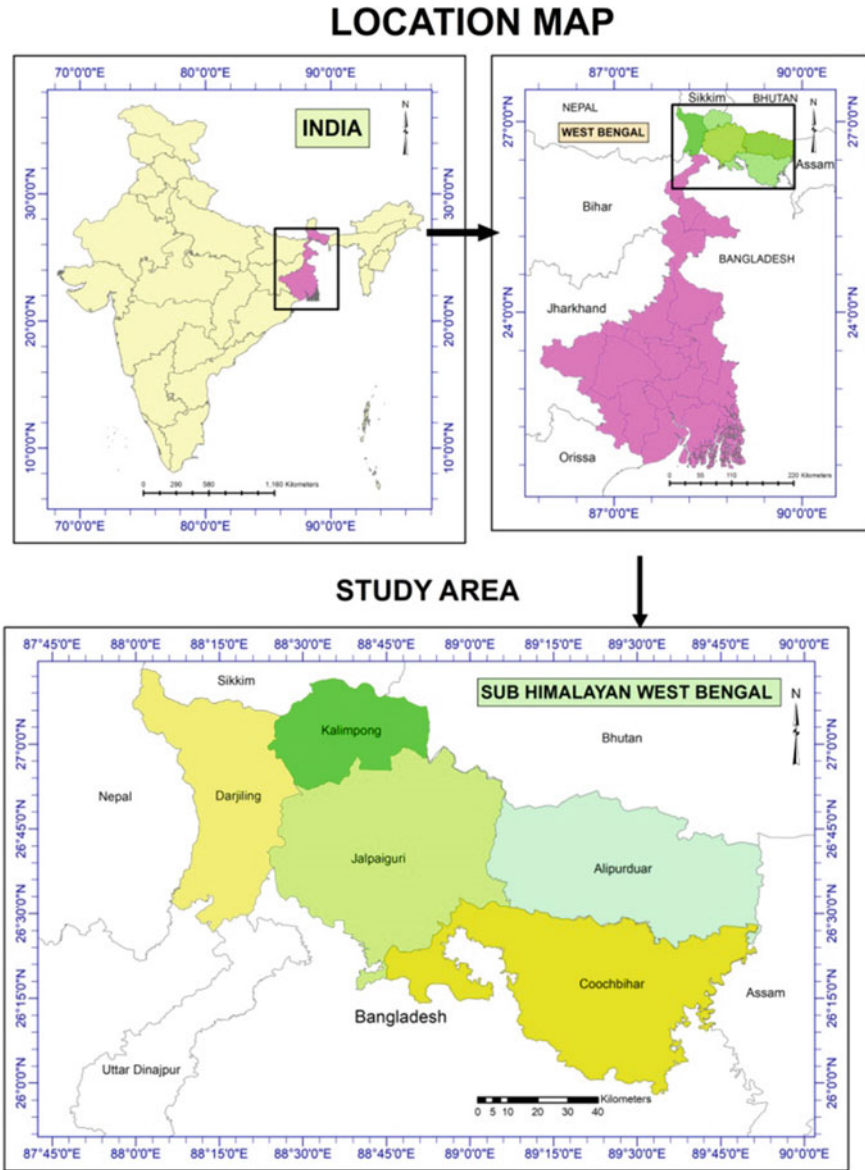 LOCATION MAP
70°0'0"E 80°0'0"E 90°0'0"E
INDIA
N
30°0'0"N
20°0'0"N
10°0'0"N
0 290 580 1,160 Kilometers
70°0'0"E 80°0'0"E 90°0'0"E
87°0'0"E 90°0'0"E
NEPAL
Sikkim
BHUTAN
N
WEST BENGAL
27°0'0"N
27°0'0"N
Assam
Bihar
BANGLADESH
Jharkhand
24°0'0"N
24°0'0"N
Orissa
0 55 110 220 Kilometers
87°0'0"E 90°0'0"E
STUDY AREA
87°45'0"E 88°0'0"E 88°15'0"E 88°30'0"E 88°45'0"E 89°0'0"E 89°15'0"E 89°30'0"E 89°45'0"E 90°0'0"E
Sikkim
SUB HIMALAYAN WEST BENGAL
N
Kalimpong
Bhutan
27°0'0"N
27°0'0"N
Nepal
Darjiling
26°45'0"N
26°45'0"N
Jalpaiguri
Alipurduar
26°30'0"N
26°30'0"N
Coochbihar
Assam
26°15'0"N
26°15'0"N
Bangladesh
Uttar Dinajpur
26°0'0"N
26°0'0"N
Kilometers
0 5 10 20 30 40
87°45'0"E 88°0'0"E 88°15'0"E 88°30'0"E 88°45'0"E 89°0'0"E 89°15'0"E 89°30'0"E 89°45'0"E 90°0'0"E